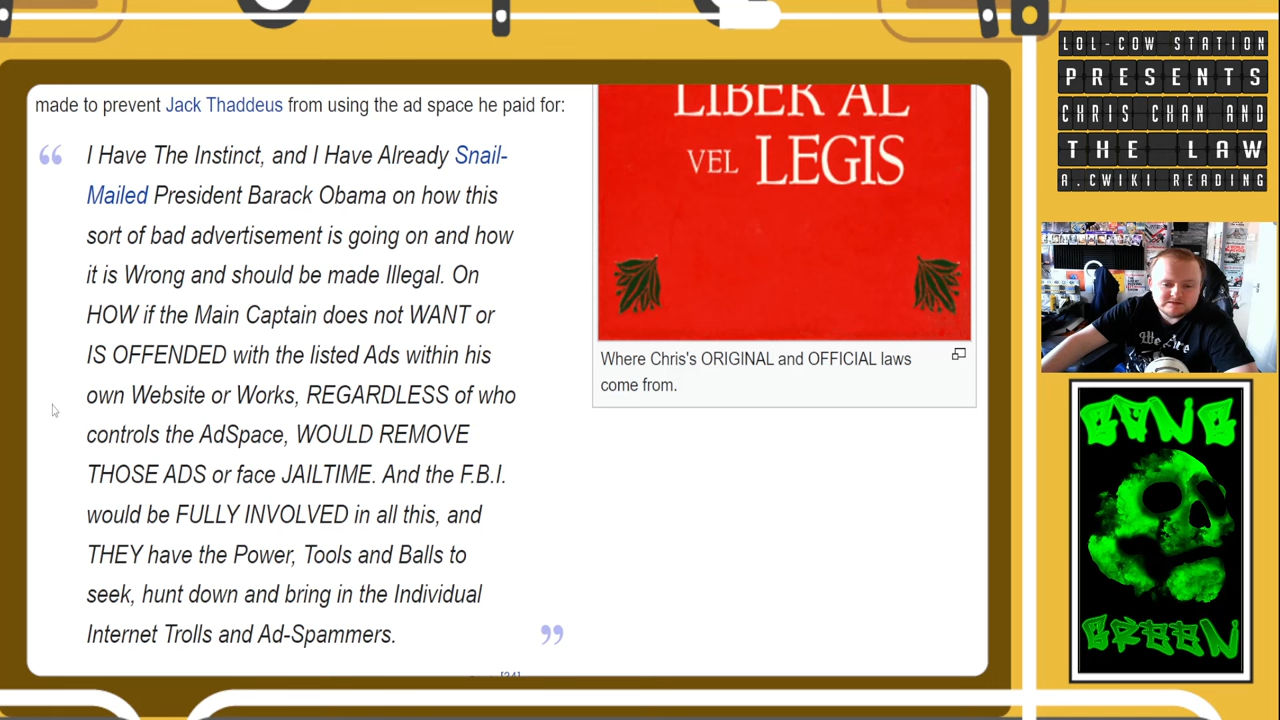 made to prevent Jack Thaddeus from using the ad space he paid for:
“ I Have The Instinct, and I Have Already Snail-
Mailed President Barack Obama on how this
sort of bad advertisement is going on and how
it is Wrong and should be made Illegal. On
HOW if the Main Captain does not WANT or
IS OFFENDED with the listed Ads within his
own Website or Works, REGARDLESS of who
controls the AdSpace, WOULD REMOVE
THOSE ADS or face JAILTIME. And the F.B.I.
would be FULLY INVOLVED in all this, and
THEY have the Power, Tools and Balls to
seek, hunt down and bring in the Individual
Internet Trolls and Ad-Spammers. ”
LIBER AL
VEL LEGIS
Where Chris's ORIGINAL and OFFICIAL laws
come from.
LOL-COW STATION
PRESENTS
CHRIS CHAN AND
THE LAW
A.CWIKI READING
GANG
GREEN